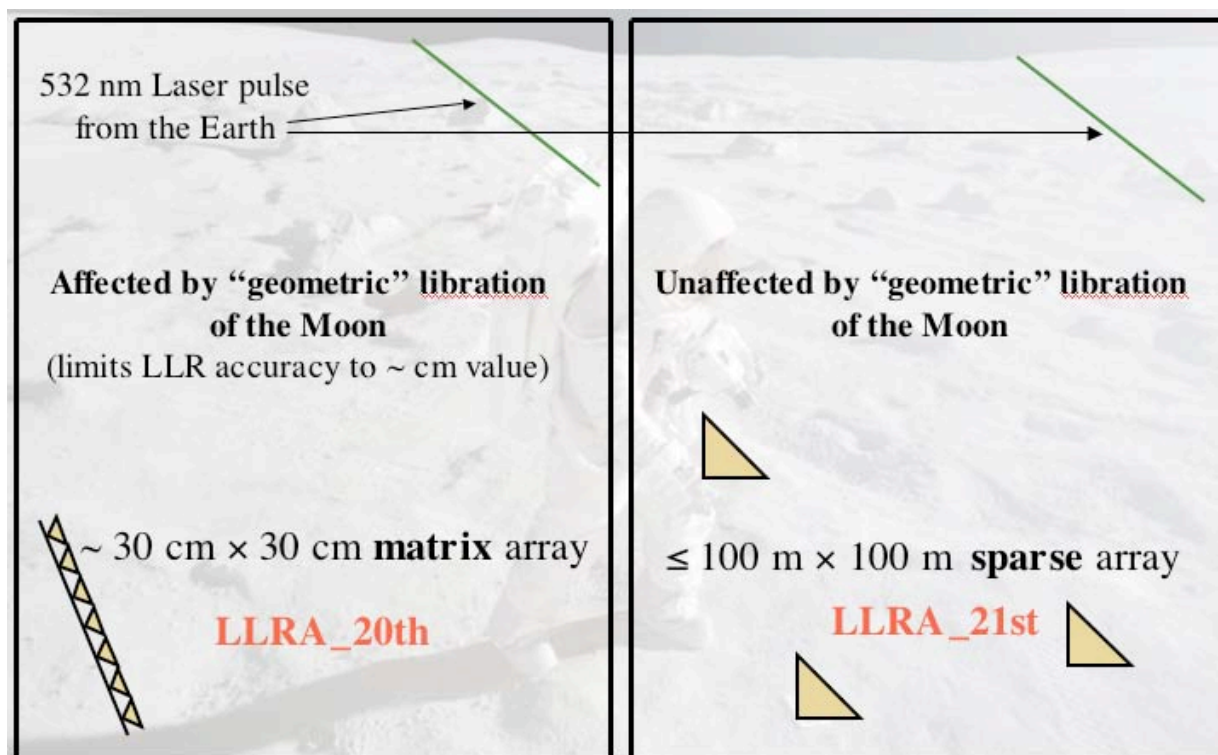 532 nm Laser pulse
from the Earth
Affected by “geometric” libration
of the Moon
(limits LLR accuracy to ~ cm value)
~ 30 cm × 30 cm matrix array
LLRA_20th
Unaffected by “geometric” libration
of the Moon
≤ 100 m × 100 m sparse array
LLRA_21st